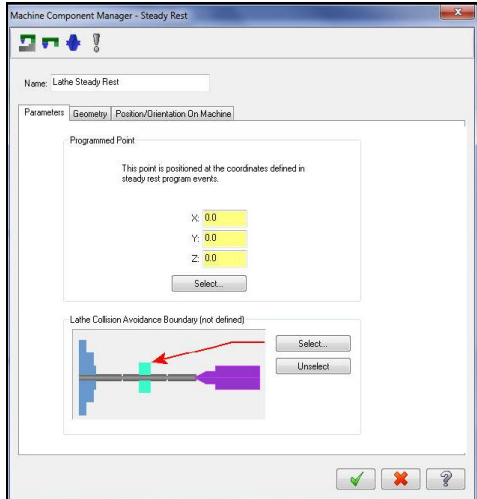 Machine Component Manager - Steady Rest
Name: Lathe Steady Rest
Parameters Geometry Position/Orientation On Machine
Programmed Point
This point is positioned at the coordinates defined in
steady rest program events.
X: 0.0
Y: 0.0
Z: 0.0
Select...
Lathe Collision Avoidance Boundary (not defined)
Select...
Unselect